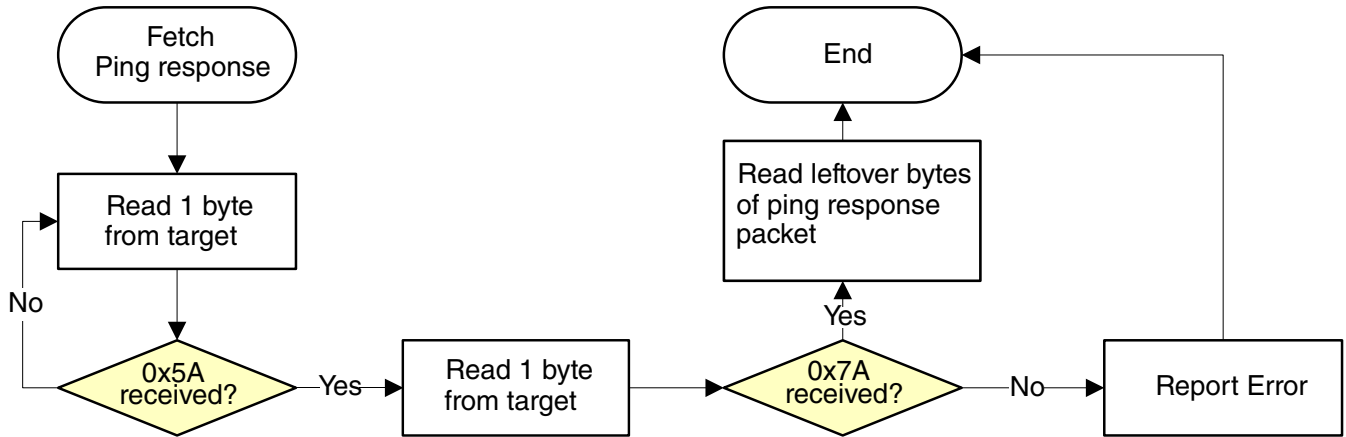 Fetch
Ping response
Read 1 byte
from target
No
0x5A
received?
Yes
Read 1 byte
from target
0x7A
received?
Yes
Read leftover bytes
of ping response
packet
End
No
Report Error